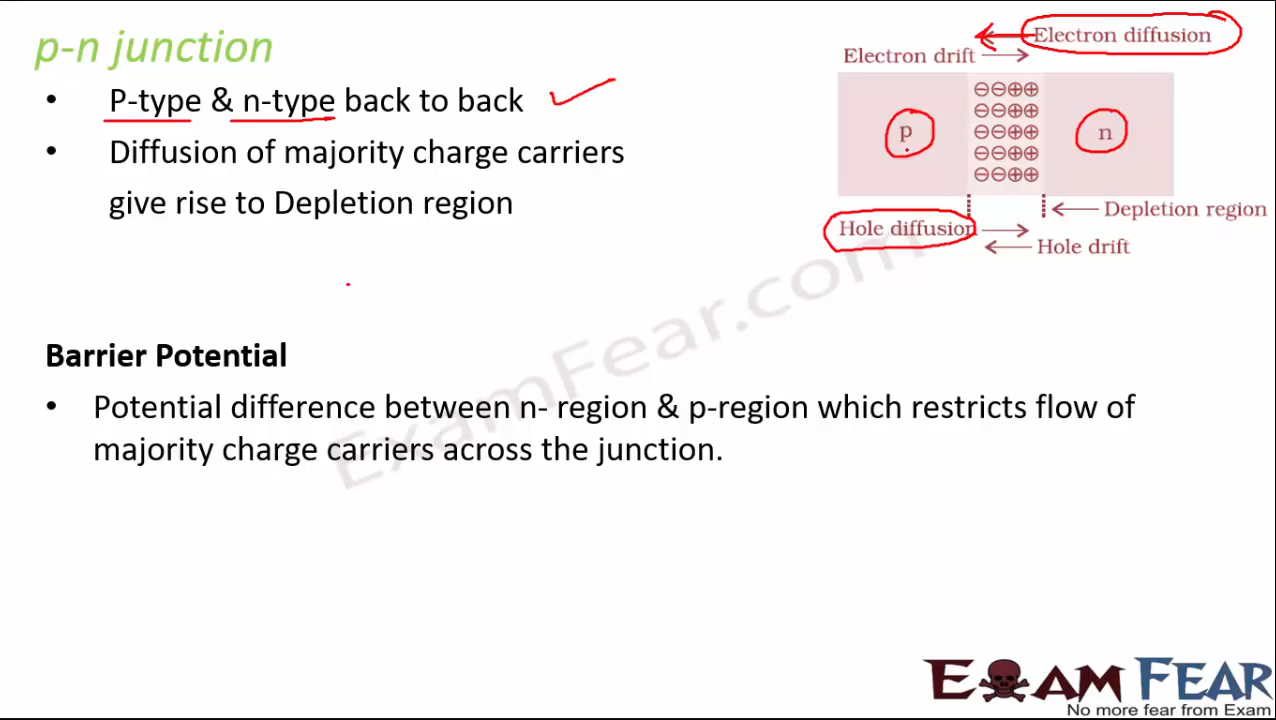 p-n junction
• P-type & n-type back to back
• Diffusion of majority charge carriers
give rise to Depletion region
Electron diffusion
Electron drift
⊖⊖⊕⊕
⊖⊖⊕⊕
p ⊖⊖⊕⊕ n
⊖⊖⊕⊕
⊖⊖⊕⊕
Depletion region
Hole diffusion
Hole drift
ExamFear.com
Barrier Potential
• Potential difference between n- region & p-region which restricts flow of
majority charge carriers across the junction.
EXAM FEAR
No more fear from Exam